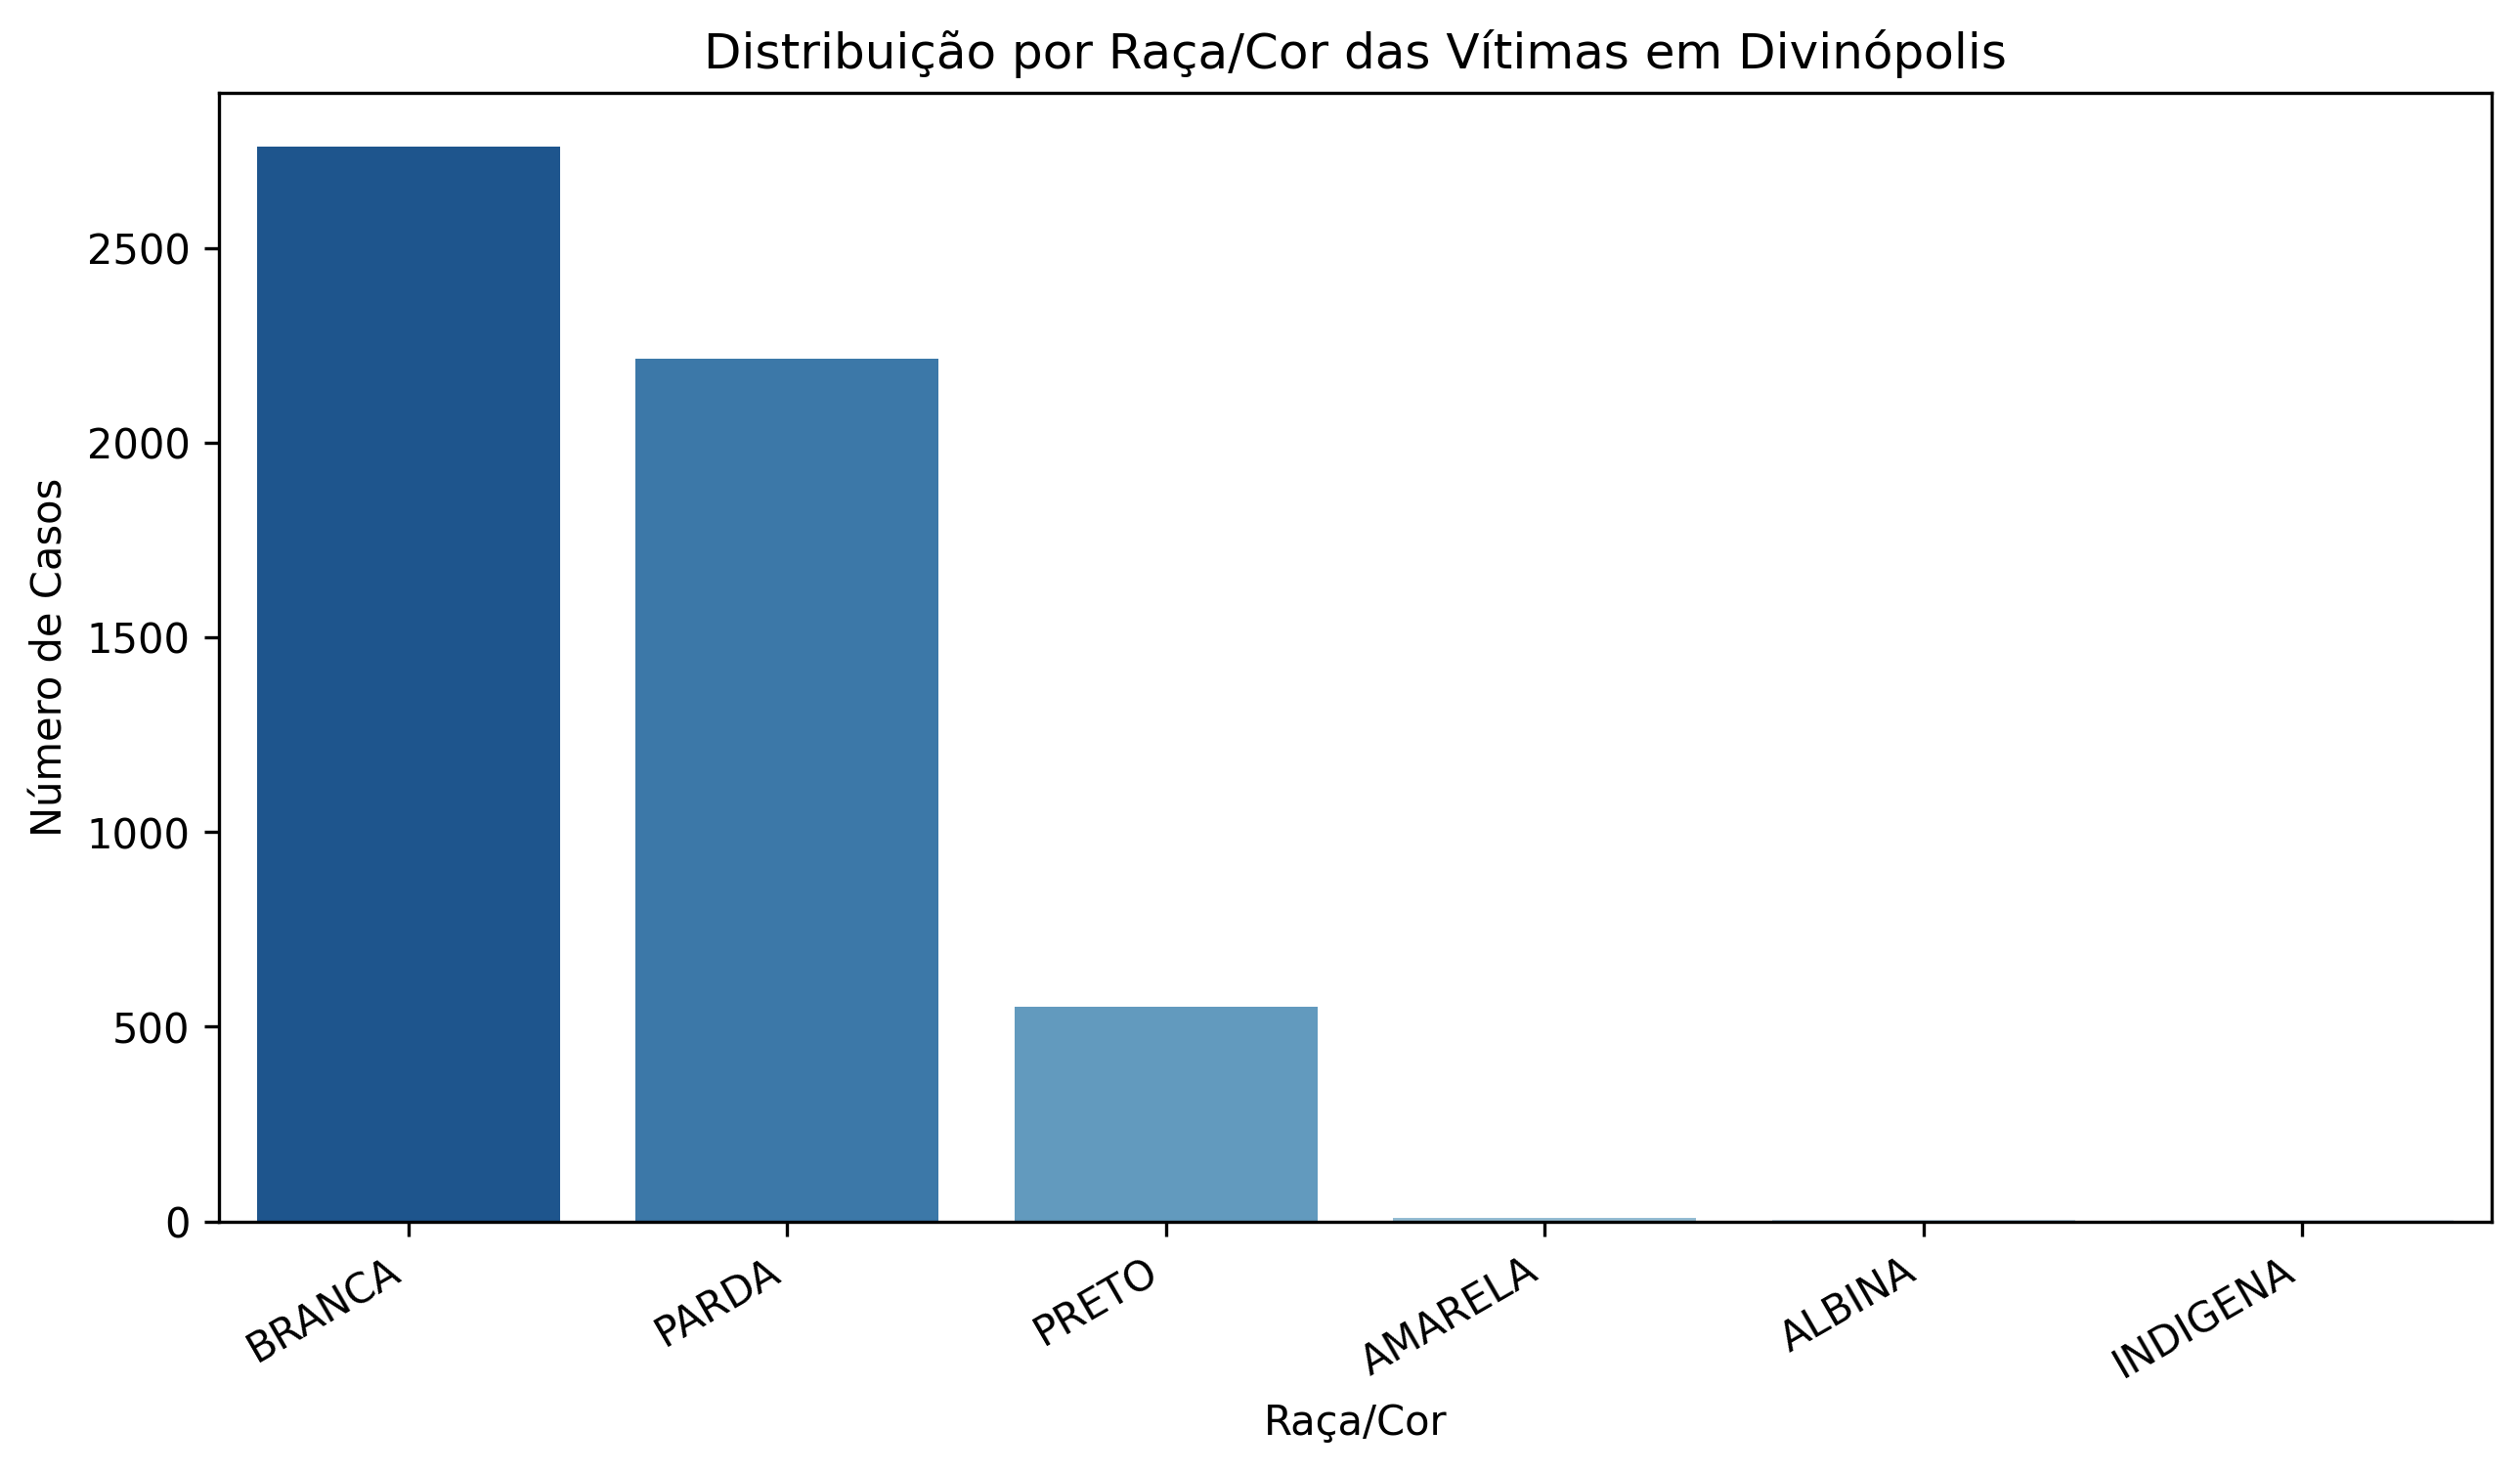 Distribuição por Raça/Cor das Vítimas em Divinópolis
Número de Casos
2500
2000
1500
1000
500
0
BRANCA
PARDA
PRETO
AMARELA
ALBINA
INDIGENA
Raça/Cor